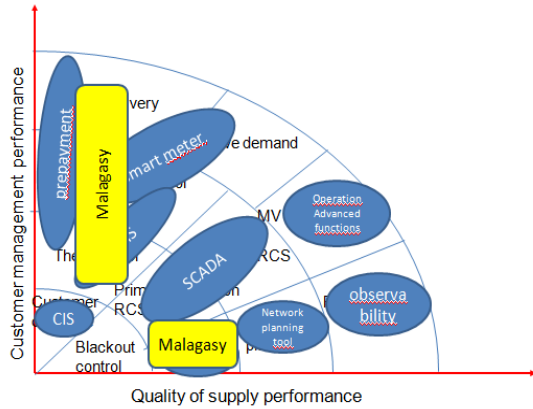 Customer management performance
prepayment
Malagasy
very
smart meter
ve demand
Operation
Advanced
functions
MV
RCS
SCADA
The
Prim
RCS
Customer
CIS
observa
bility
Network
planning
tool
Malagasy
Blackout
control
Quality of supply performance